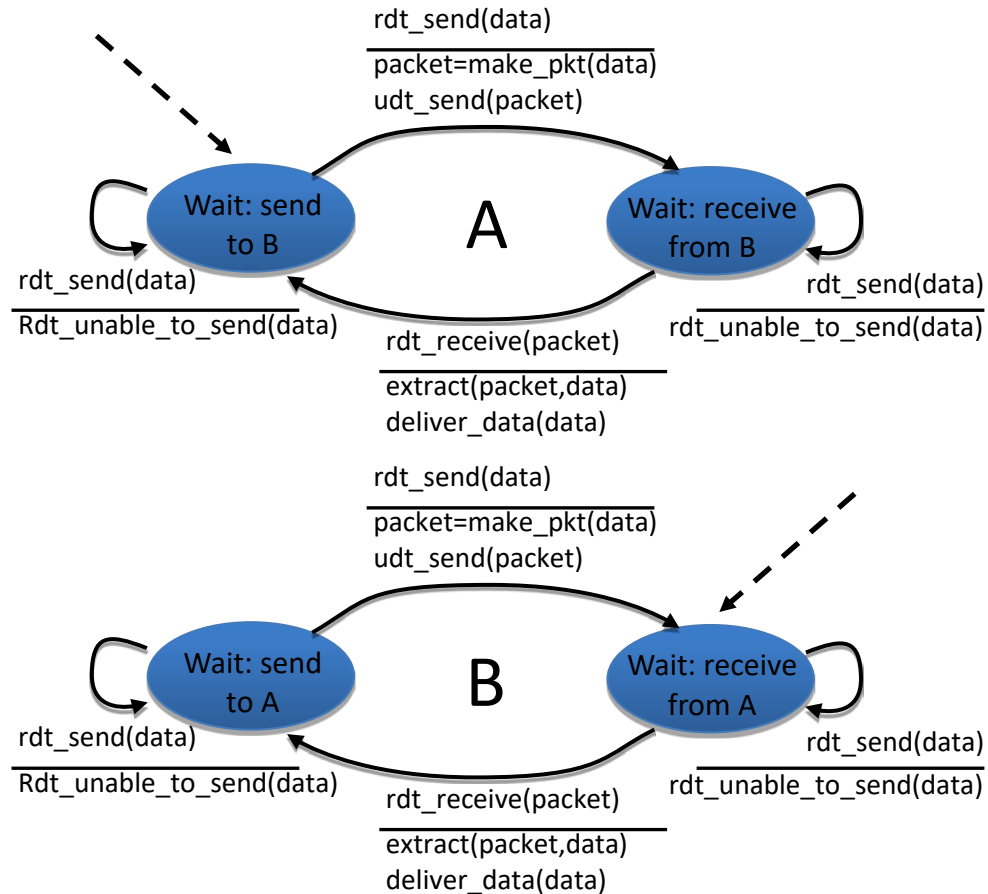 rdt_send(data)
packet=make_pkt(data)
udt_send(packet)
Wait: send
to B
A
Wait: receive
from B
rdt_send(data)
Rdt_unable_to_send(data)
rdt_send(data)
rdt_unable_to_send(data)
rdt_receive(packet)
extract(packet,data)
deliver_data(data)
rdt_send(data)
packet=make_pkt(data)
udt_send(packet)
Wait: send
to A
B
Wait: receive
from A
rdt_send(data)
Rdt_unable_to_send(data)
rdt_send(data)
rdt_unable_to_send(data)
rdt_receive(packet)
extract(packet,data)
deliver_data(data)